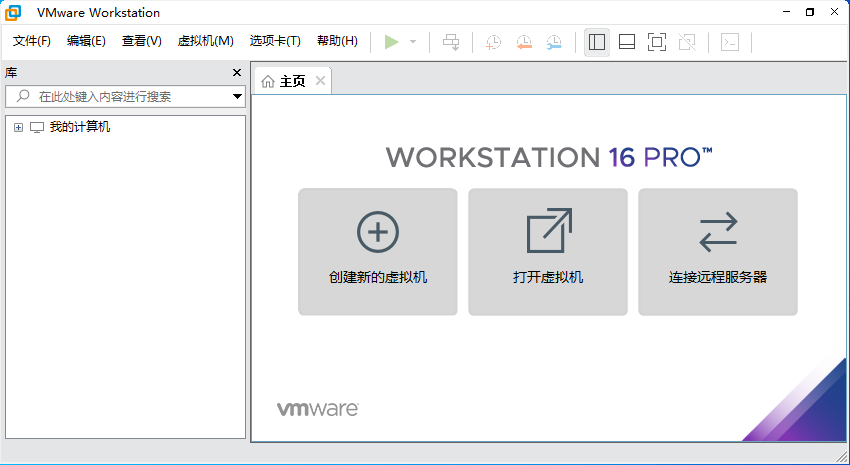 VMware Workstation
文件(F) 编辑(E) 查看(V) 虚拟机(M) 选项卡(T) 帮助(H)
库
主页
在此处键入内容进行搜索
我的计算机
WORKSTATION 16 PRO™
创建新的虚拟机 打开虚拟机 连接远程服务器
vmware